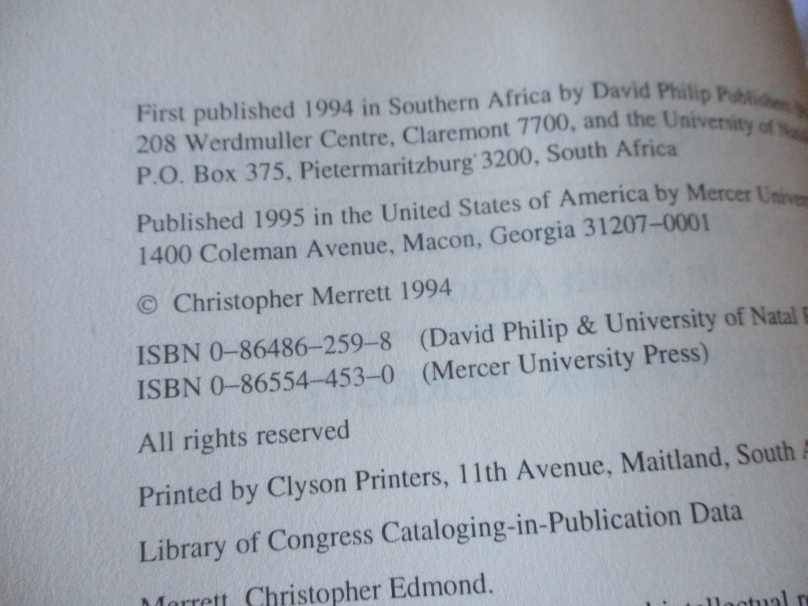 First published 1994 in Southern Africa by David Philip Publishers
208 Werdmuller Centre, Claremont 7700, and the University of Natal
P.O. Box 375, Pietermaritzburg 3200, South Africa
Published 1995 in the United States of America by Mercer
1400 Coleman Avenue, Macon, Georgia 31207–0001
© Christopher Merrett 1994
ISBN 0–86486–259–8 (David Philip & University of Natal
ISBN 0–86554–453–0 (Mercer University Press)
All rights reserved
Printed by Clyson Printers, 11th Avenue, Maitland, South
Library of Congress Cataloging-in-Publication Data
Merrett, Christopher Edmond.